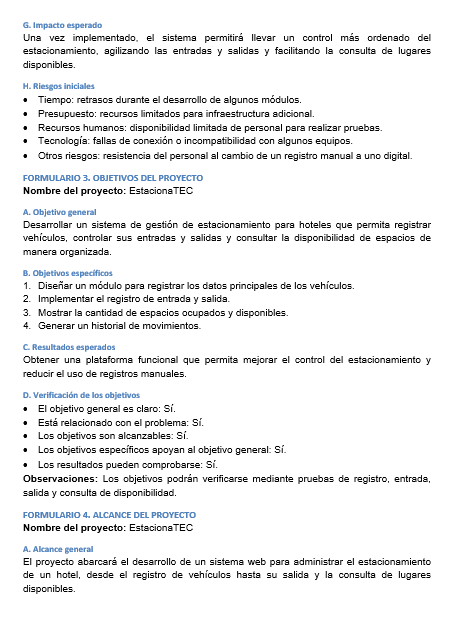 G. Impacto esperado
Una vez implementado, el sistema permitirá llevar un control más ordenado del
estacionamiento, agilizando las entradas y salidas y facilitando la consulta de lugares
disponibles.
H. Riesgos iniciales
• Tiempo: retrasos durante el desarrollo de algunos módulos.
• Presupuesto: recursos limitados para infraestructura adicional.
• Recursos humanos: disponibilidad limitada de personal para realizar pruebas.
• Tecnología: fallas de conexión o incompatibilidad con algunos equipos.
• Otros riesgos: resistencia del personal al cambio de un registro manual a uno digital.
FORMULARIO 3. OBJETIVOS DEL PROYECTO
Nombre del proyecto: EstacionaTEC
A. Objetivo general
Desarrollar un sistema de gestión de estacionamiento para hoteles que permita registrar
vehículos, controlar sus entradas y salidas y consultar la disponibilidad de espacios de
manera organizada.
B. Objetivos específicos
1. Diseñar un módulo para registrar los datos principales de los vehículos.
2. Implementar el registro de entrada y salida.
3. Mostrar la cantidad de espacios ocupados y disponibles.
4. Generar un historial de movimientos.
C. Resultados esperados
Obtener una plataforma funcional que permita mejorar el control del estacionamiento y
reducir el uso de registros manuales.
D. Verificación de los objetivos
• El objetivo general es claro: Sí.
• Está relacionado con el problema: Sí.
• Los objetivos son alcanzables: Sí.
• Los objetivos específicos apoyan al objetivo general: Sí.
• Los resultados pueden comprobarse: Sí.
Observaciones: Los objetivos podrán verificarse mediante pruebas de registro, entrada,
salida y consulta de disponibilidad.
FORMULARIO 4. ALCANCE DEL PROYECTO
Nombre del proyecto: EstacionaTEC
A. Alcance general
El proyecto abarcará el desarrollo de un sistema web para administrar el estacionamiento
de un hotel, desde el registro de vehículos hasta su salida y la consulta de lugares
disponibles.